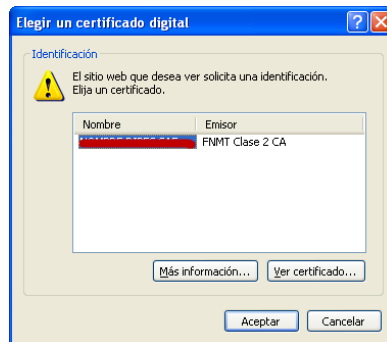 Elegir un certificado digital
Identificación
El sitio web que desea ver solicita una identificación.
Elija un certificado.
Nombre Emisor
FNMT Clase 2 CA
Más información... Ver certificado...
Aceptar Cancelar